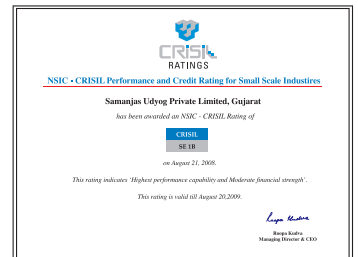 CRISIL
RATINGS
NSIC • CRISIL Performance and Credit Rating for Small Scale Industires
Samanjas Udyog Private Limited, Gujarat
has been awarded an NSIC - CRISIL Rating of
CRISIL
SE 1B
on August 21, 2008.
This rating indicates 'Highest performance capability and Moderate financial strength'.
This rating is valid till August 20,2009.
Roopa Kudva
Roopa Kudva
Managing Director & CEO